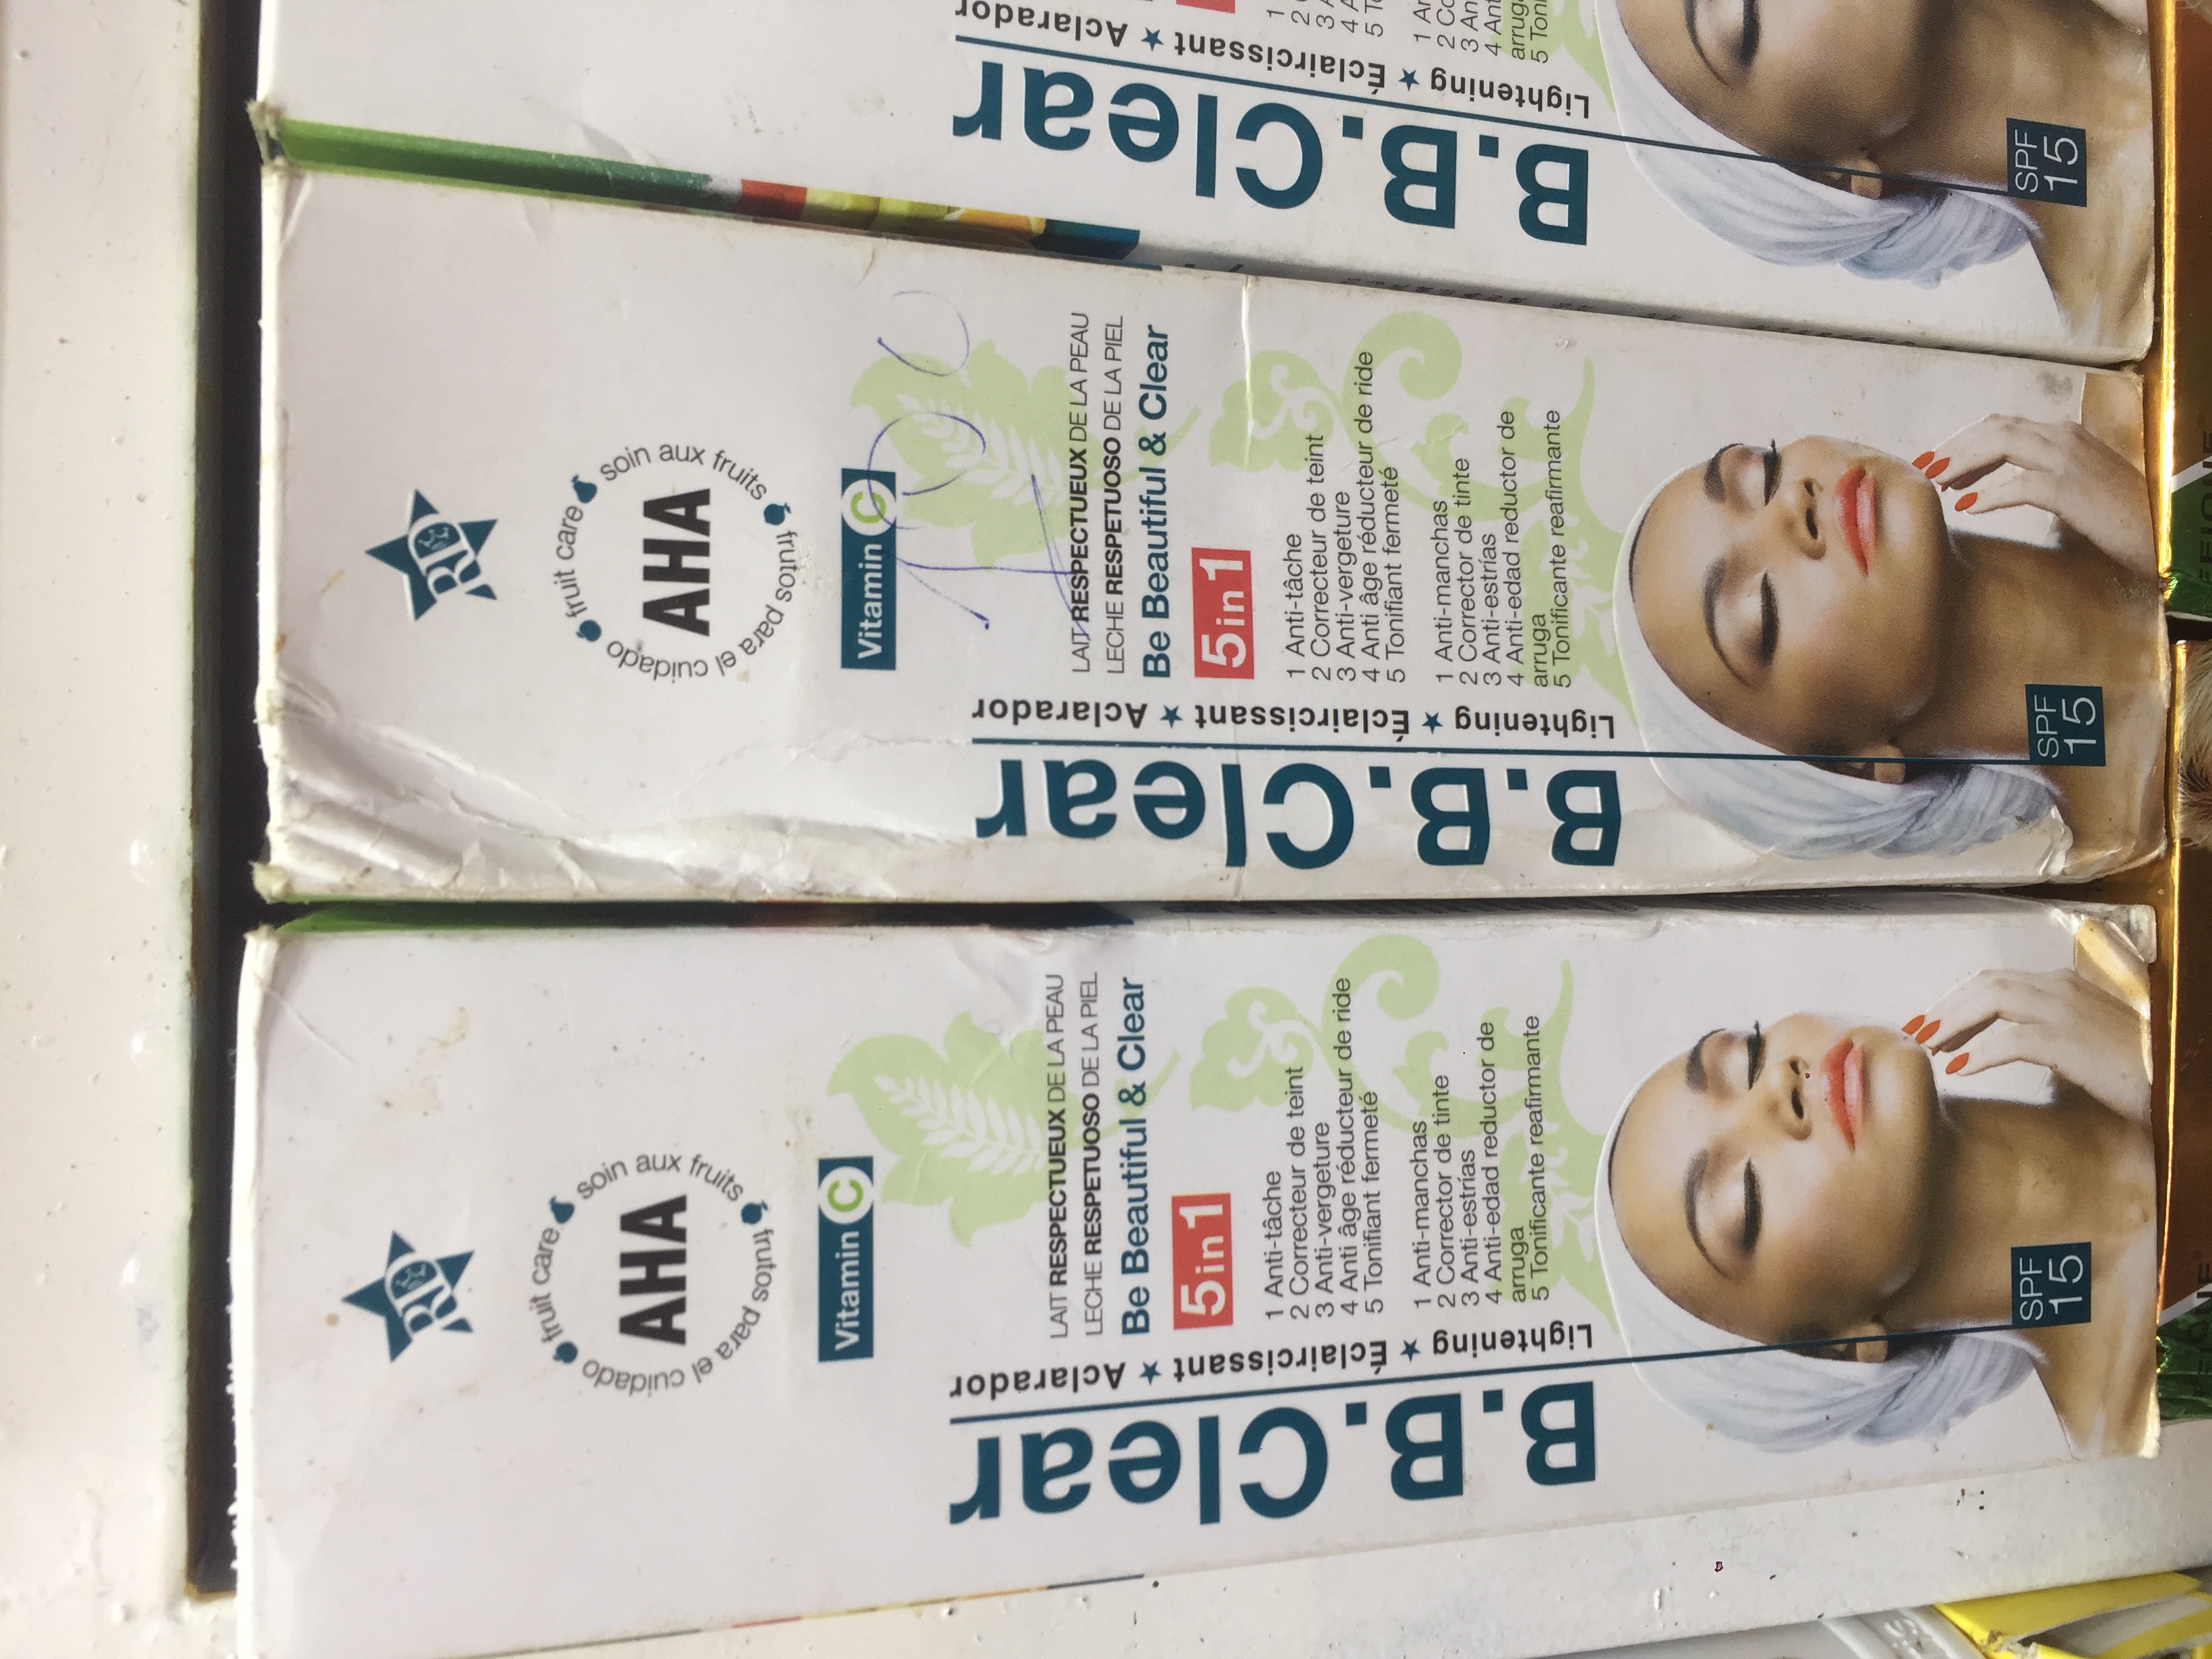 RD
fruit care
soin aux fruits
frutos para el cuidado
AHA
Vitamin C
LAIT RESPECTUEUX DE LA PEAU
LECHE RESPETUOSO DE LA PIEL
Be Beautiful & Clear
5in1
1 Anti-tâche
2 Correcteur de teint
3 Anti-vergeture
4 Anti âge réducteur de ride
5 Tonifiant fermeté
1 Anti-manchas
2 Corrector de tinte
3 Anti-estrías
4 Anti-edad reductor de
arruga
5 Tonificante reafirmante
Lightening ★ Éclaircissant ★ Aclarador
B.B.Clear
SPF
15
RD
fruit care
soin aux fruits
frutos para el cuidado
AHA
Vitamin C
LAIT RESPECTUEUX DE LA PEAU
LECHE RESPETUOSO DE LA PIEL
Be Beautiful & Clear
5in1
1 Anti-tâche
2 Correcteur de teint
3 Anti-vergeture
4 Anti âge réducteur de ride
5 Tonifiant fermeté
1 Anti-manchas
2 Corrector de tinte
3 Anti-estrías
4 Anti-edad reductor de
arruga
5 Tonificante reafirmante
Lightening ★ Éclaircissant ★ Aclarador
B.B.Clear
SPF
15
Lightening ★ Éclaircissant ★ Aclarador
B.B.Clear
SPF
15